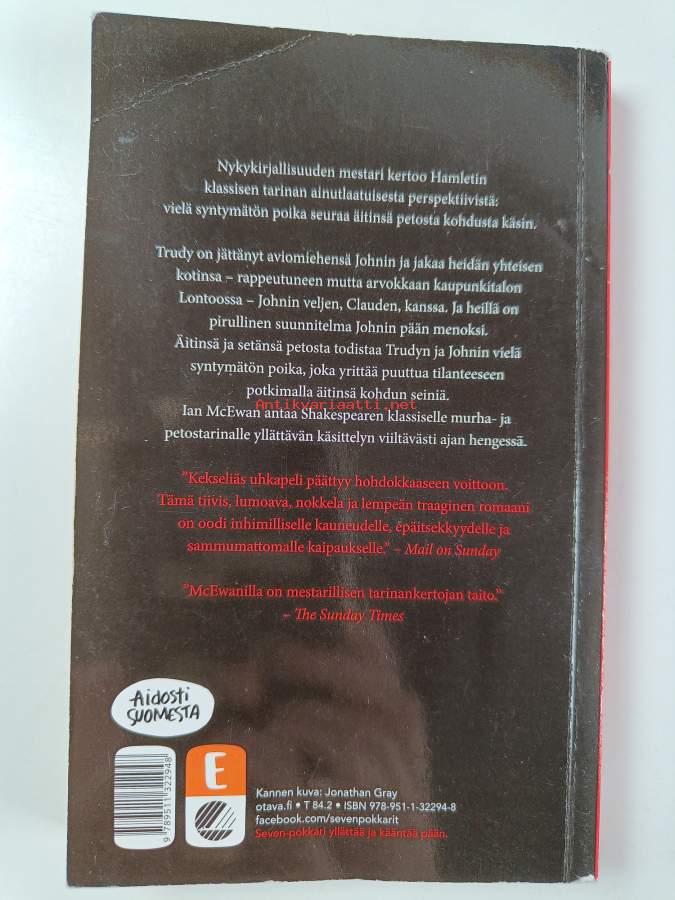 Nykykirjallisuuden mestari kertoo Hamletin
klassisen tarinan ainutlaatuisesta perspektiivistä:
vielä syntymätön poika seuraa äitinsä petosta kohdusta käsin.
Trudy on jättänyt aviomiehensä Johnin ja jakaa heidän yhteisen
kotinsa – rappeutuneen mutta arvokkaan kaupunkitalon
Lontoossa – Johnin veljen, Clauden, kanssa. Ja heillä on
pirullinen suunnitelma Johnin pään menoksi.
Äitinsä ja setänsä petosta todistaa Trudyn ja Johnin vielä
syntymätön poika, joka yrittää puuttua tilanteeseen
potkimalla äitinsä kohdun seiniä.
Antikvariaatti.net
Ian McEwan antaa Shakespearen klassiselle murha- ja
petostarinalle yllättävän käsittelyn viiltävästi ajan hengessä.
”Kekseliäs uhkapeli päättyy hohdokkaaseen voittoon.
Tämä tiivis, lumoava, nokkela ja lempeän traaginen romaani
on oodi inhimilliselle kauneudelle, epäitsekkyydelle ja
sammumattomalle kaipaukselle.” – Mail on Sunday
”McEwanilla on mestarillisen tarinankertojan taito.”
– The Sunday Times
Aidosti
SUOMESTA
E
9 789511 322948
Kannen kuva: Jonathan Gray
otava.fi • T 84.2 • ISBN 978-951-1-32294-8
facebook.com/sevenpokkarit
Seven-pokkari yllättää ja kääntää pään.